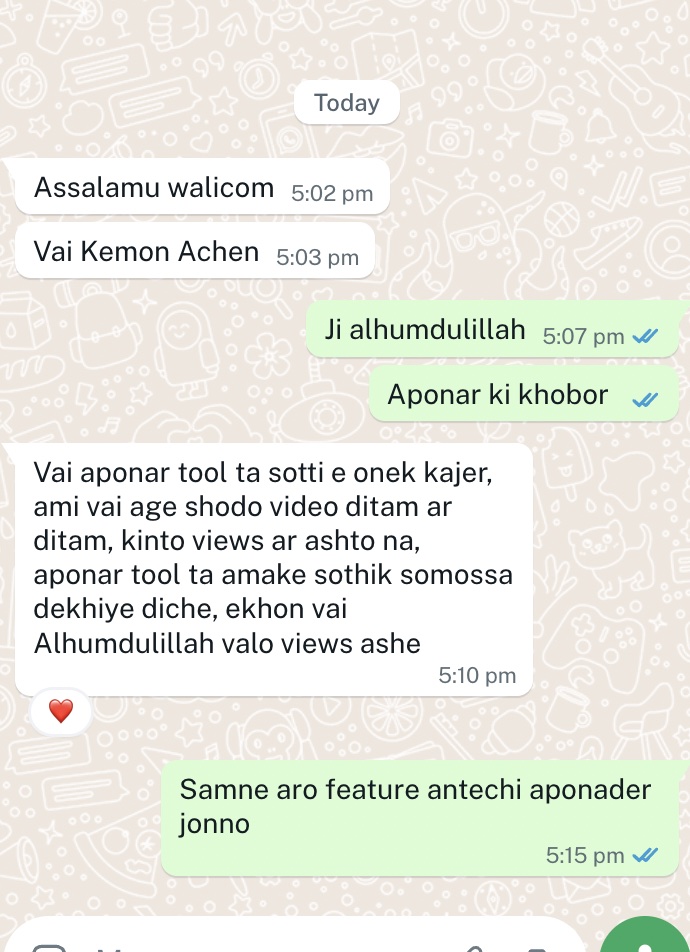 Today
Assalamu walicom 5:02 pm
Vai Kemon Achen 5:03 pm
Ji alhumdulillah 5:07 pm
Aponar ki khobor
Vai aponar tool ta sotti e onek kajer,
ami vai age shodo video ditam ar
ditam, kinto views ar ashto na,
aponar tool ta amake sothik somossa
dekhiye diche, ekhon vai
Alhumdulillah valo views ashe
5:10 pm
Samne aro feature antechi aponader
jonno
5:15 pm